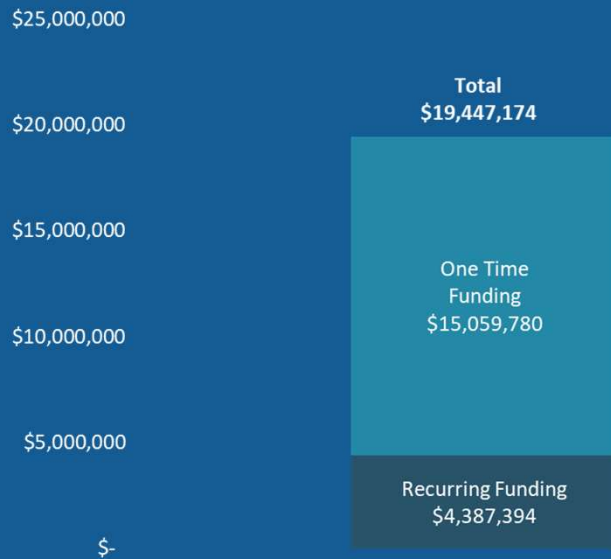 $25,000,000
Total
$19,447,174
$20,000,000
$15,000,000
One Time
Funding
$15,059,780
$10,000,000
$5,000,000
Recurring Funding
$4,387,394
$-